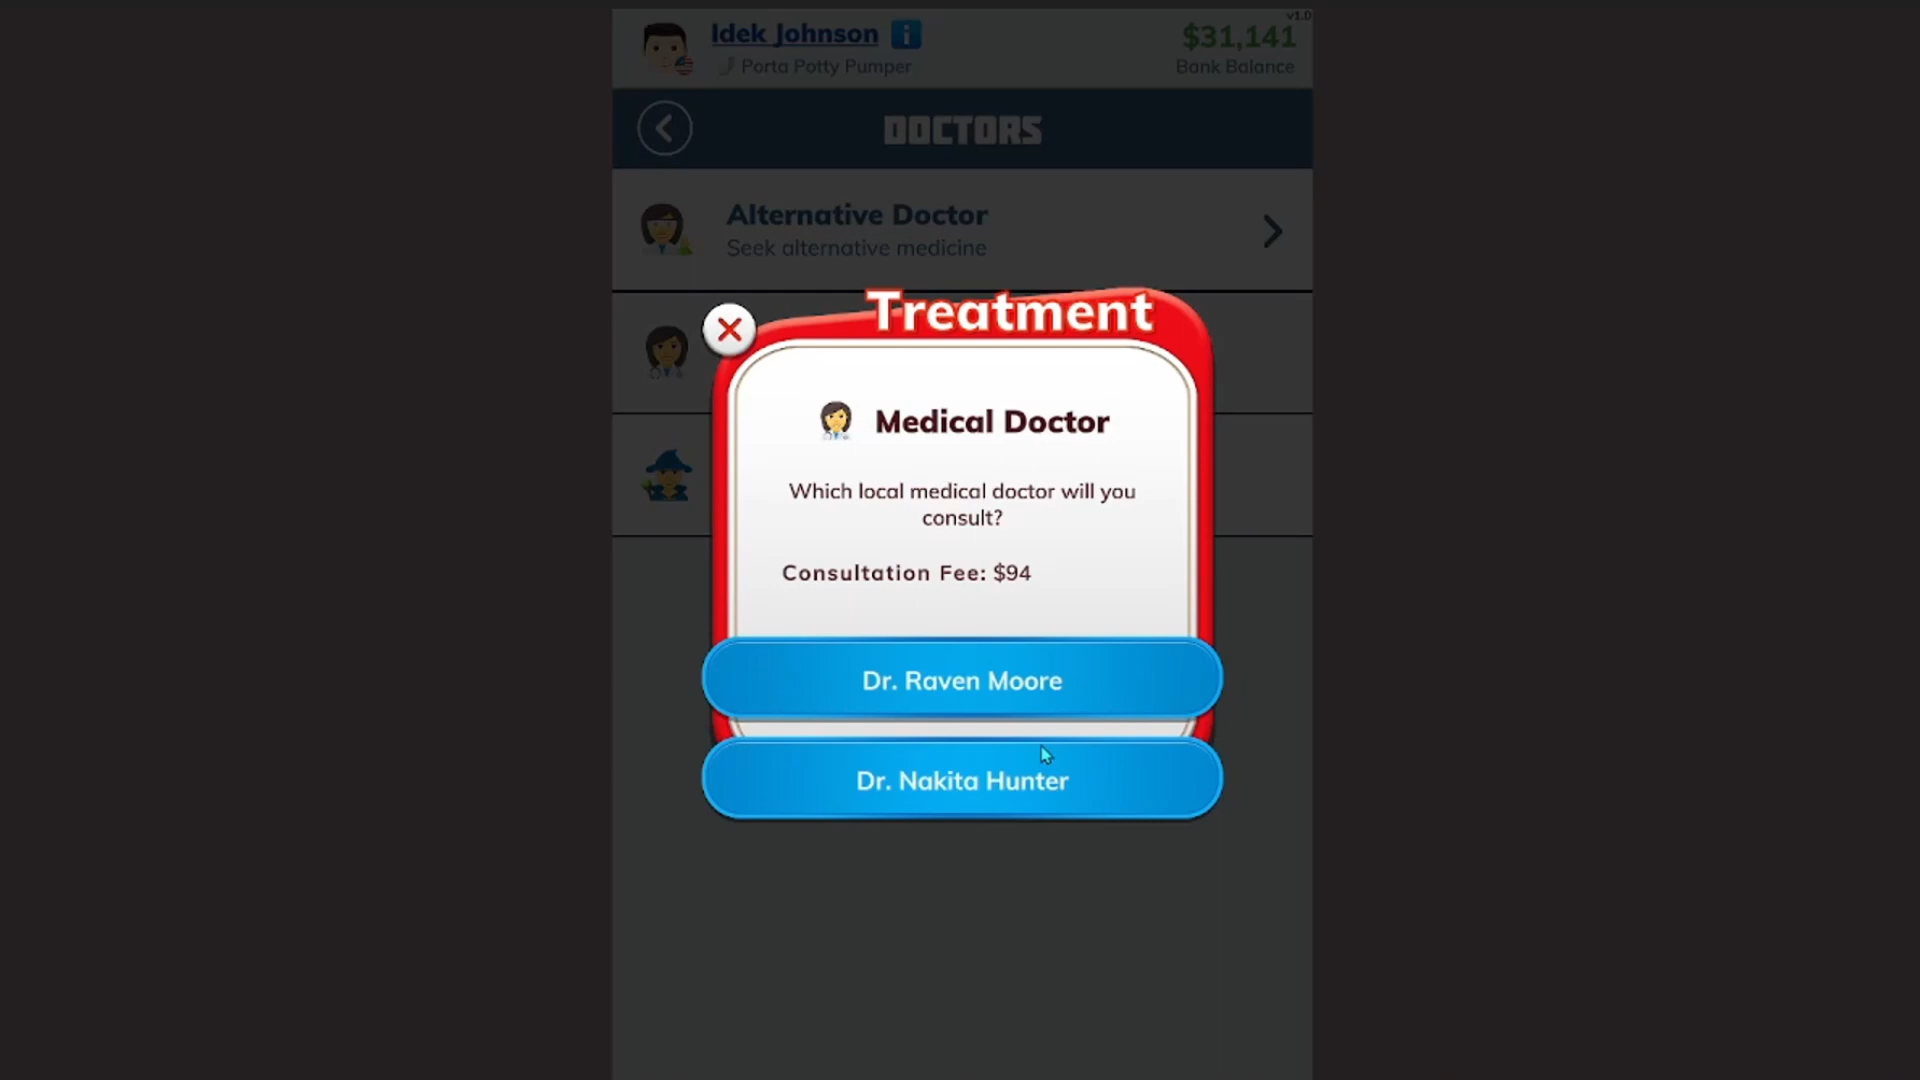 v1.0
Idek Johnson i
$31,141
Porta Potty Pumper
Bank Balance
DOCTORS
Alternative Doctor
Seek alternative medicine
Treatment
Medical Doctor
Which local medical doctor will you
consult?
Consultation Fee: $94
Dr. Raven Moore
Dr. Nakita Hunter